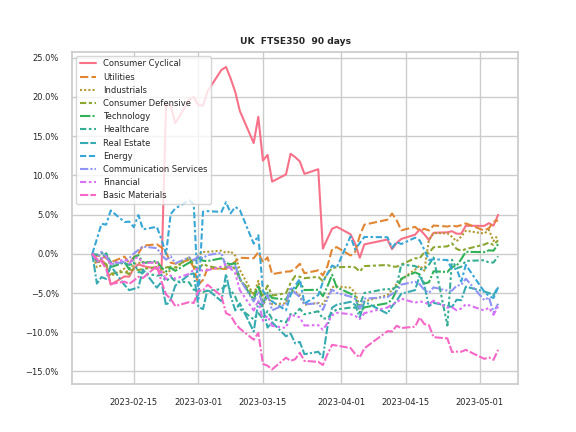 UK FTSE350 90 days
25.0%
20.0%
15.0%
10.0%
5.0%
0.0%
−5.0%
−10.0%
−15.0%
Consumer Cyclical
Utilities
Industrials
Consumer Defensive
Technology
Healthcare
Real Estate
Energy
Communication Services
Financial
Basic Materials
2023-02-15 2023-03-01 2023-03-15 2023-04-01 2023-04-15 2023-05-01